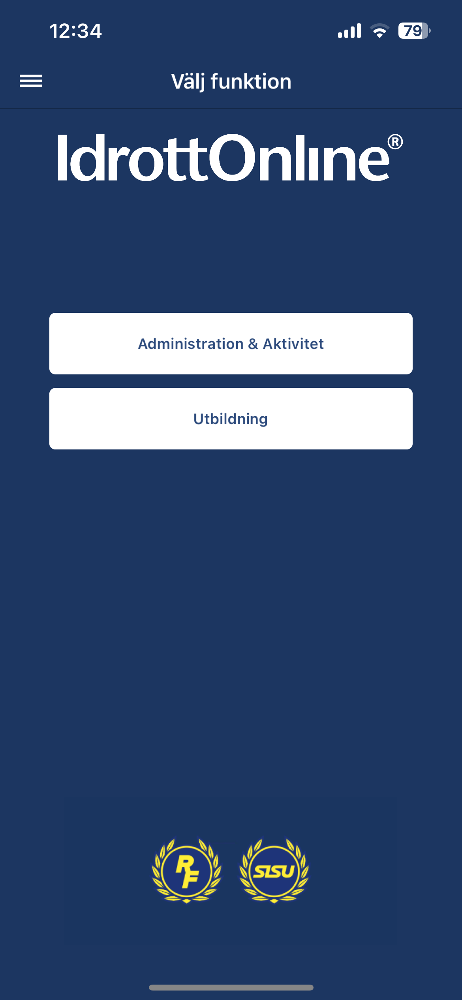 12:34
79
Välj funktion
IdrottOnline®
Administration & Aktivitet
Utbildning
RF
SISU